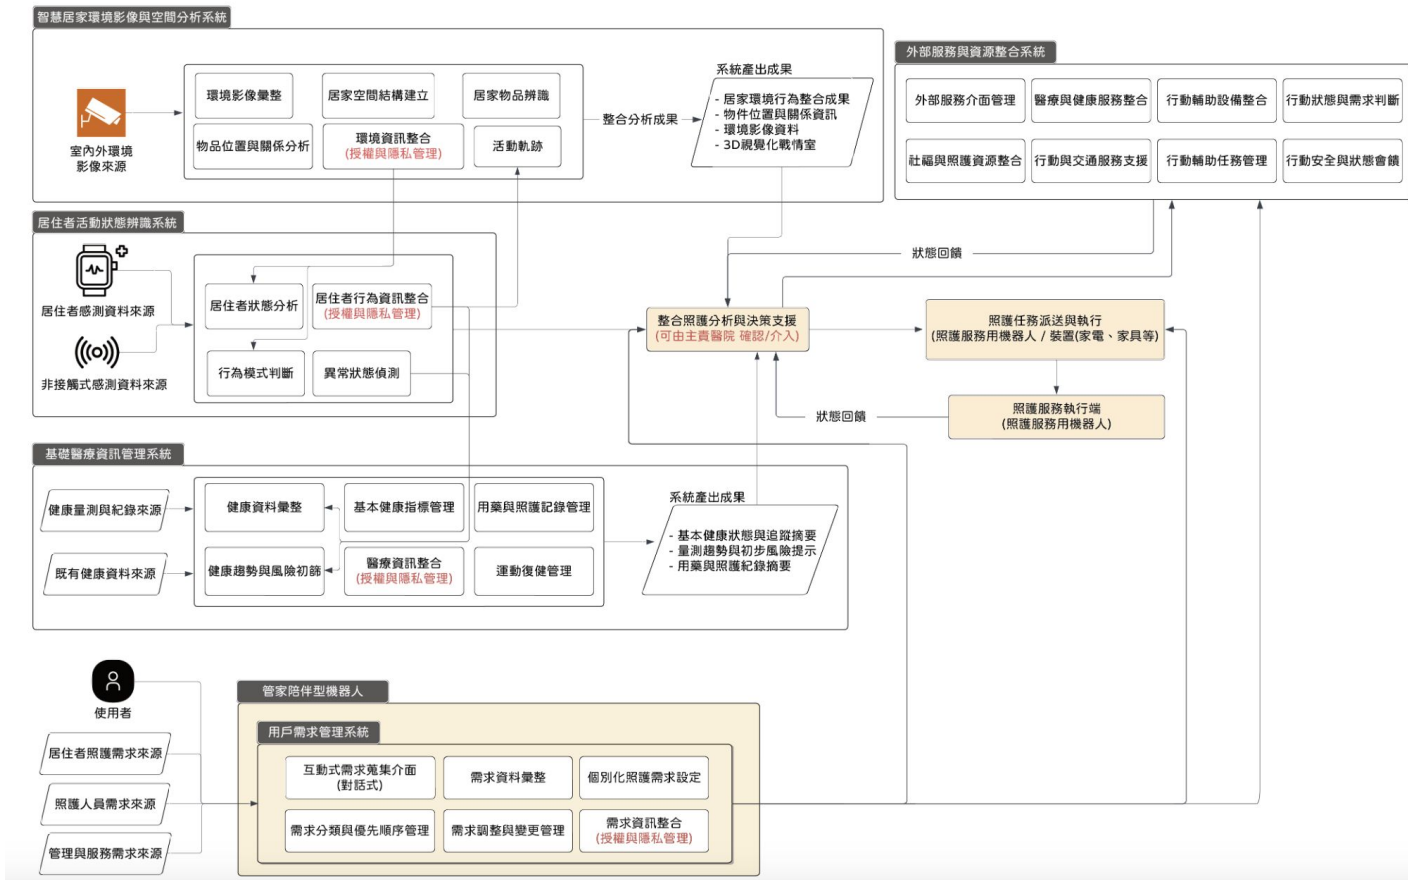 智慧居家環境影像與空間分析系統
室內外環境
影像來源
環境影像彙整
居家空間結構建立
居家物品辨識
物品位置與關係分析
環境資訊整合
(授權與隱私管理)
活動軌跡
整合分析成果
系統產出成果
- 居家環境行為整合成果
- 物件位置與關係資訊
- 環境影像資料
- 3D視覺化戰情室
外部服務與資源整合系統
外部服務介面管理
醫療與健康服務整合
行動輔助設備整合
行動狀態與需求判斷
社福與照護資源整合
行動與交通服務支援
行動輔助任務管理
行動安全與狀態會饋
居住者活動狀態辨識系統
居住者感測資料來源
非接觸式感測資料來源
居住者狀態分析
居住者行為資訊整合
(授權與隱私管理)
行為模式判斷
異常狀態偵測
狀態回饋
整合照護分析與決策支援
(可由主責醫院 確認/介入)
照護任務派送與執行
(照護服務用機器人 / 裝置(家電、家具等)
狀態回饋
照護服務執行端
(照護服務用機器人)
基礎醫療資訊管理系統
健康量測與紀錄來源
既有健康資料來源
健康資料彙整
基本健康指標管理
用藥與照護記錄管理
健康趨勢與風險初篩
醫療資訊整合
(授權與隱私管理)
運動復健管理
系統產出成果
- 基本健康狀態與追蹤摘要
- 量測趨勢與初步風險提示
- 用藥與照護紀錄摘要
使用者
居住者照護需求來源
照護人員需求來源
管理與服務需求來源
管家陪伴型機器人
用戶需求管理系統
互動式需求蒐集介面
(對話式)
需求資料彙整
個別化照護需求設定
需求分類與優先順序管理
需求調整與變更管理
需求資訊整合
(授權與隱私管理)